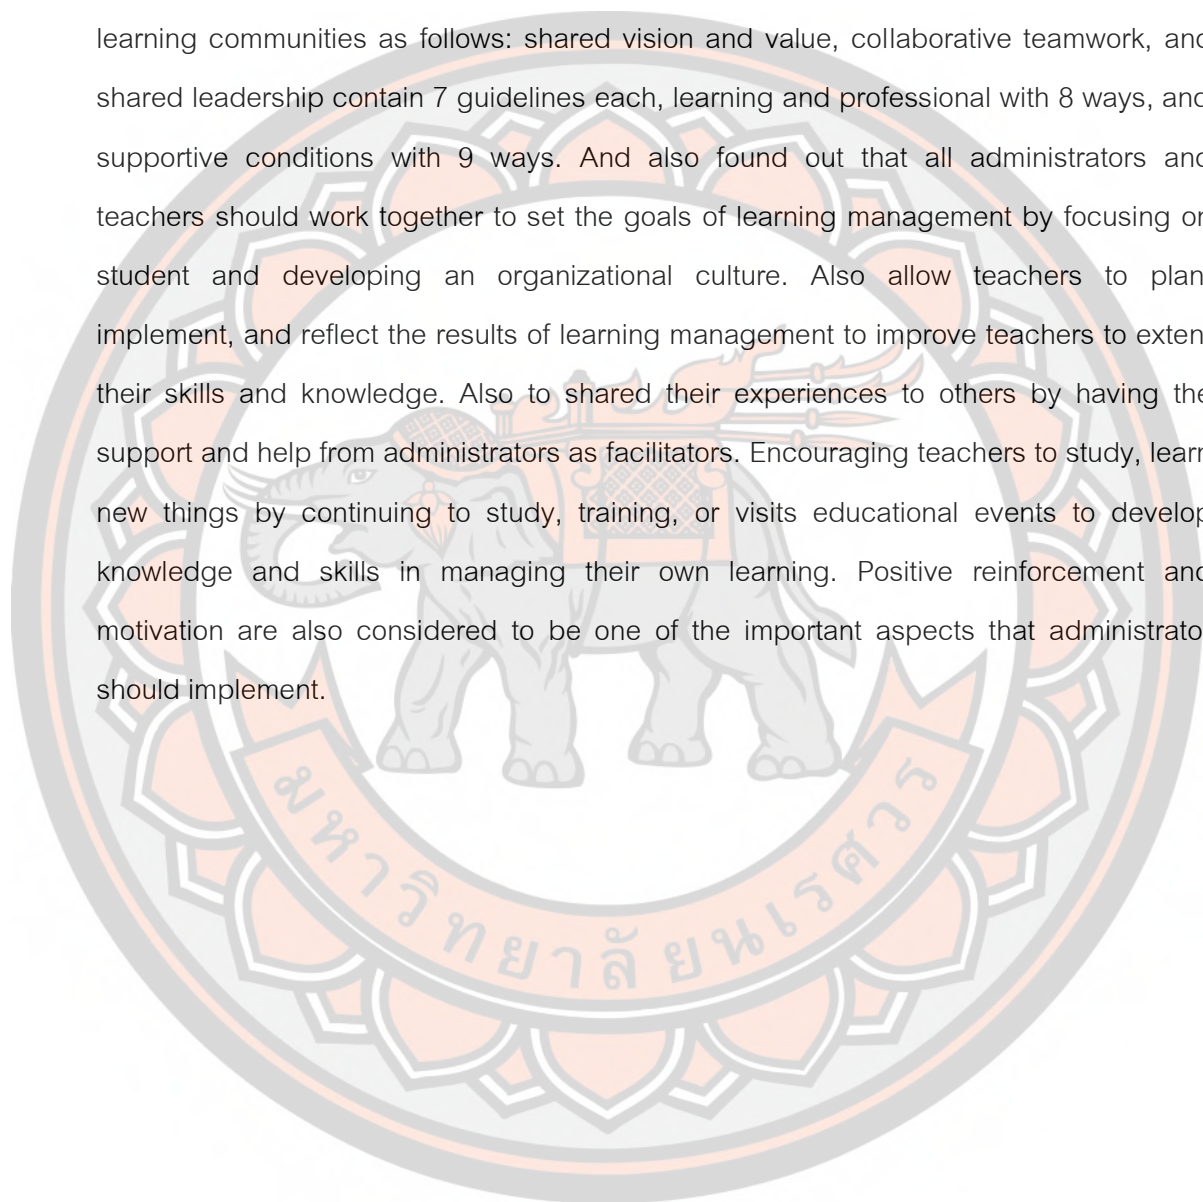 learning communities as follows: shared vision and value, collaborative teamwork, and
shared leadership contain 7 guidelines each, learning and professional with 8 ways, and
supportive conditions with 9 ways. And also found out that all administrators and
teachers should work together to set the goals of learning management by focusing on
student and developing an organizational culture. Also allow teachers to plan
implement, and reflect the results of learning management to improve teachers to exten
their skills and knowledge. Also to shared their experiences to others by having the
support and help from administrators as facilitators. Encouraging teachers to study, learn
new things by continuing to study, training, or visits educational events to develop
knowledge and skills in managing their own learning. Positive reinforcement and
motivation are also considered to be one of the important aspects that administrato
should implement.
มหาวิทยาลัยนเรศวร